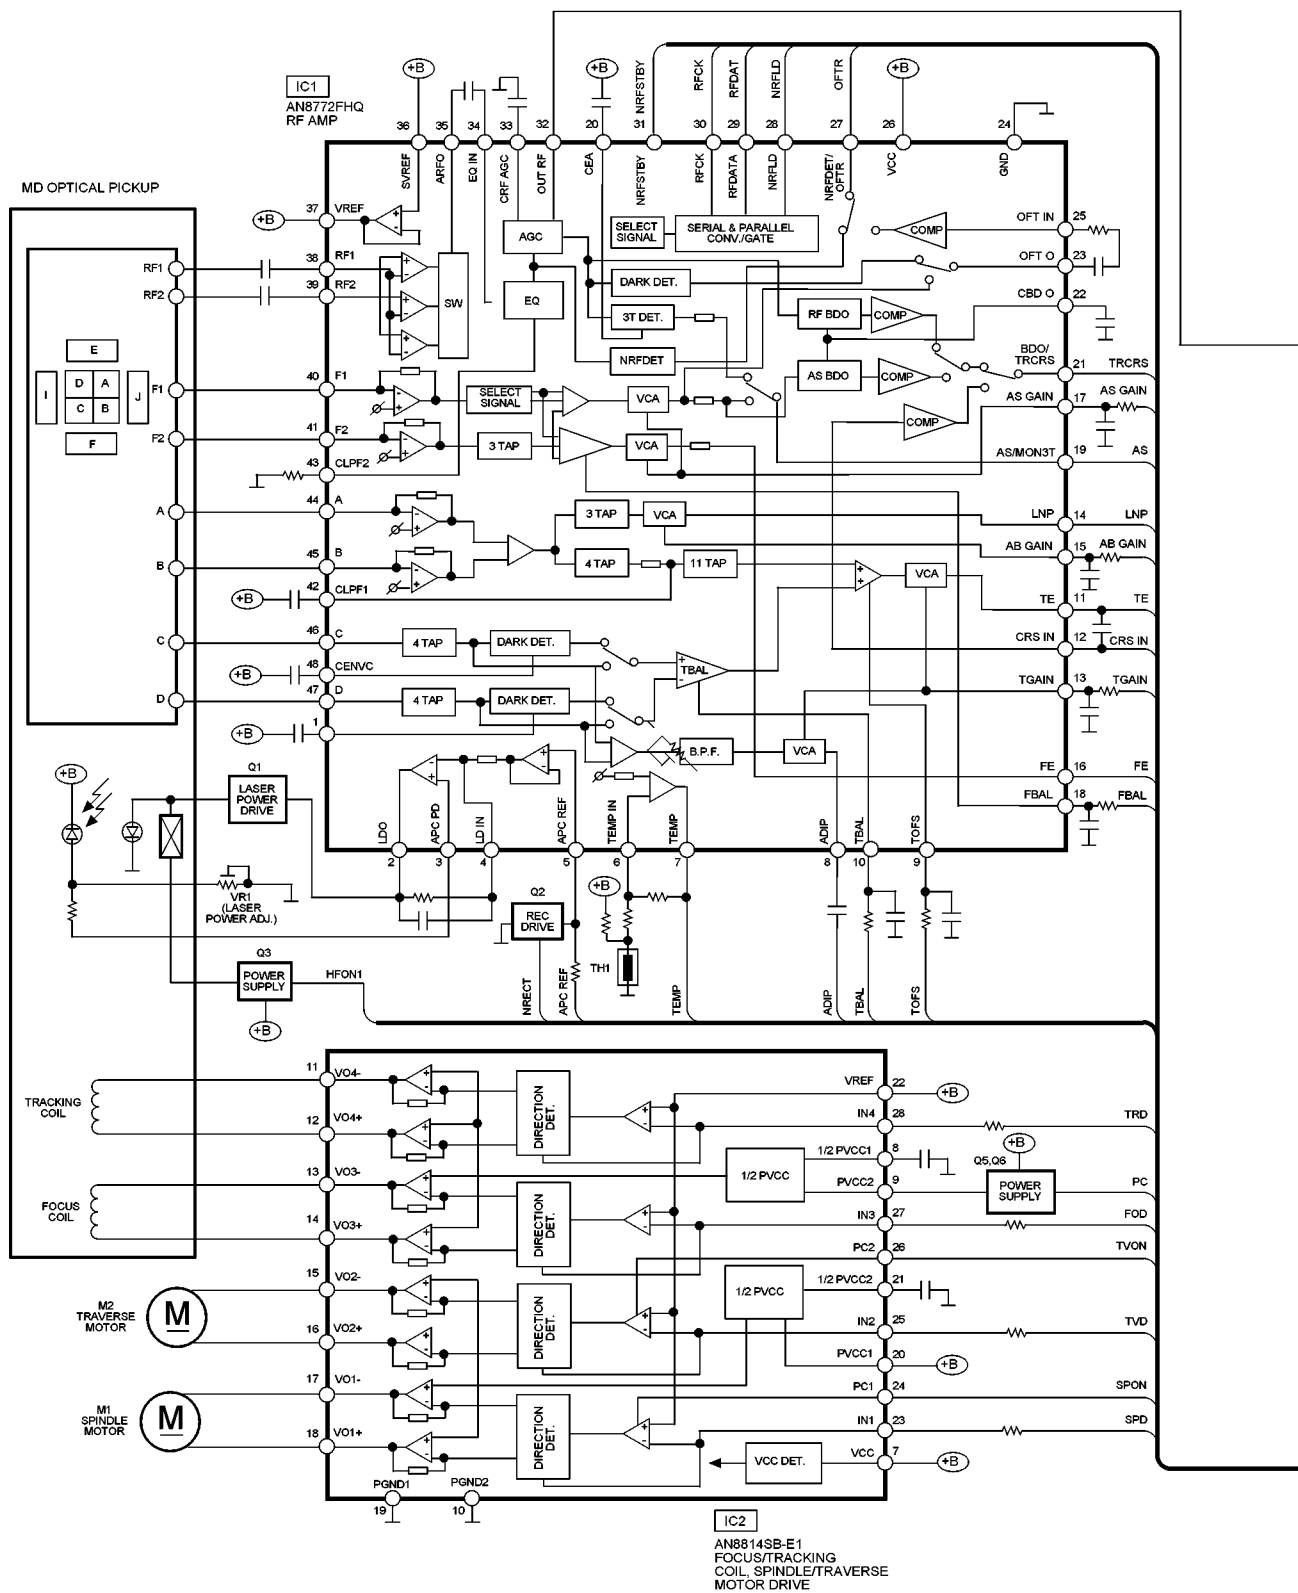 IC1
AN8772FHQ
RF AMP
+B
+B
+B
NRFSTBY
RFCK
RFDAT
NRFLD
OFTR
36
35
34
33
32
20
31
30
29
28
27
26
24
SVREF
ARFO
EQ IN
CRF AGC
OUT RF
CEA
NRFSTBY
RFCK
RFDATA
NRFLD
NRFDET/
OFTR
VCC
GND
MD OPTICAL PICKUP
+B
37
VREF
38
RF1
39
RF2
RF1
RF2
E
I
D
A
C
B
J
F
F1
F2
A
B
C
D
SW
AGC
EQ
SELECT
SIGNAL
SERIAL & PARALLEL
CONV./GATE
COMP
OFT IN
25
OFT O
23
CBD O
22
DARK DET.
3T DET.
NRFDET
RF BDO
COMP
AS BDO
COMP
COMP
BDO/
TRCRS
21
TRCRS
AS GAIN
17
AS GAIN
AS/MON3T
19
AS
40
F1
41
F2
43
CLPF2
SELECT
SIGNAL
3 TAP
VCA
VCA
44
A
45
B
+B
42
CLPF1
3 TAP
VCA
4 TAP
11 TAP
VCA
LNP
14
LNP
AB GAIN
15
AB GAIN
TE
11
TE
CRS IN
12
CRS IN
TGAIN
13
TGAIN
46
C
+B
48
CENVC
47
D
+B
1
4 TAP
DARK DET.
4 TAP
DARK DET.
TBAL
B.P.F.
VCA
FE
16
FE
FBAL
18
FBAL
+B
Q1
LASER
POWER
DRIVE
LDO
APC PD
LD IN
APC REF
TEMP IN
TEMP
ADIP
TBAL
TOFS
2
3
4
5
6
7
8
10
9
VR1
(LASER
POWER ADJ.)
Q2
REC
DRIVE
+B
TH1
Q3
POWER
SUPPLY
HFON1
+B
NRECT
APC REF
TEMP
ADIP
TBAL
TOFS
TRACKING
COIL
11
VO4-
12
VO4+
FOCUS
COIL
13
VO3-
14
VO3+
M2
TRAVERSE
MOTOR
M
15
VO2-
16
VO2+
M1
SPINDLE
MOTOR
M
17
VO1-
18
VO1+
DIRECTION
DET.
DIRECTION
DET.
DIRECTION
DET.
DIRECTION
DET.
1/2 PVCC
1/2 PVCC
VCC DET.
VREF
22
+B
IN4
28
TRD
1/2 PVCC1
8
PVCC2
9
+B
Q5,Q6
POWER
SUPPLY
PC
IN3
27
FOD
PC2
26
TVON
1/2 PVCC2
21
IN2
25
TVD
PVCC1
20
+B
PC1
24
SPON
IN1
23
SPD
VCC
7
+B
PGND1
19
PGND2
10
IC2
AN8814SB-E1
FOCUS/TRACKING
COIL, SPINDLE/TRAVERSE
MOTOR DRIVE